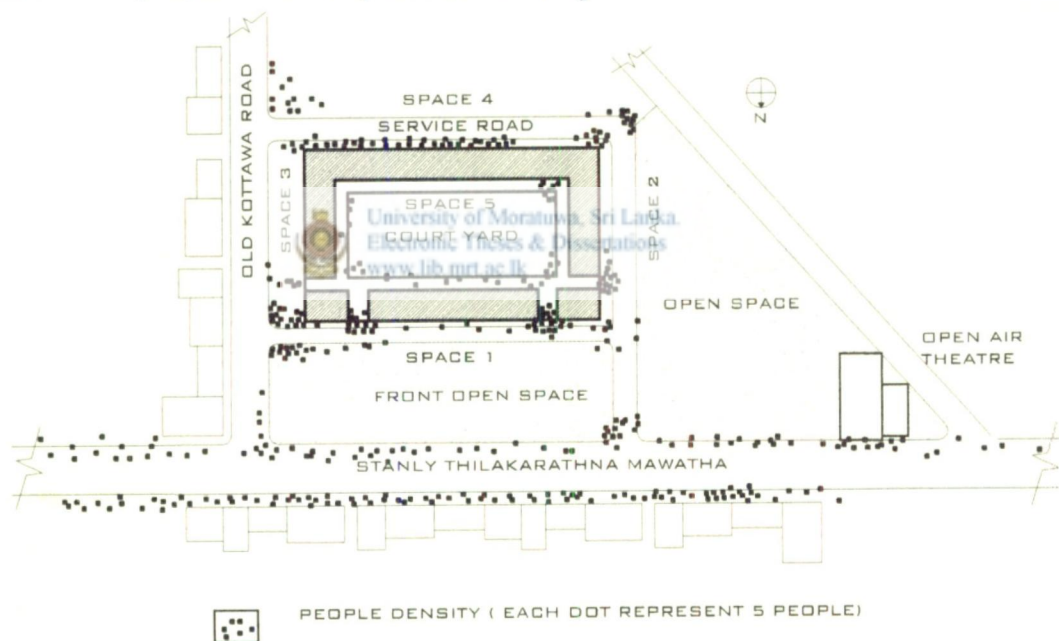 SPACE 4
SERVICE ROAD
OLD KOTTAWA ROAD
SPACE 3
SPACE 5
COURT YARD
University of Moratuwa, Sri Lanka.
Electronic Theses & Dissertations
www.lib.mrt.ac.lk
SPACE 2
N
OPEN SPACE
OPEN AIR
THEATRE
SPACE 1
FRONT OPEN SPACE
STANLY THILAKARATHNA MAWATHA
PEOPLE DENSITY ( EACH DOT REPRESENT 5 PEOPLE)